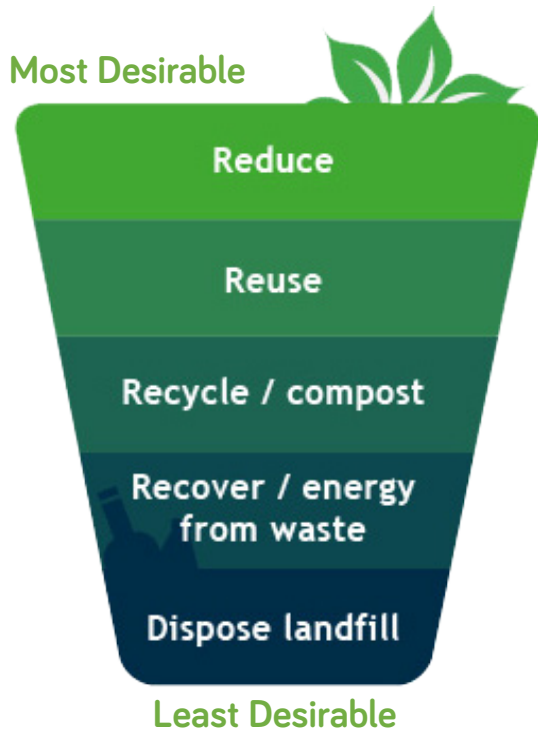 Most Desirable
Reduce
Reuse
Recycle / compost
Recover / energy
from waste
Dispose landfill
Least Desirable